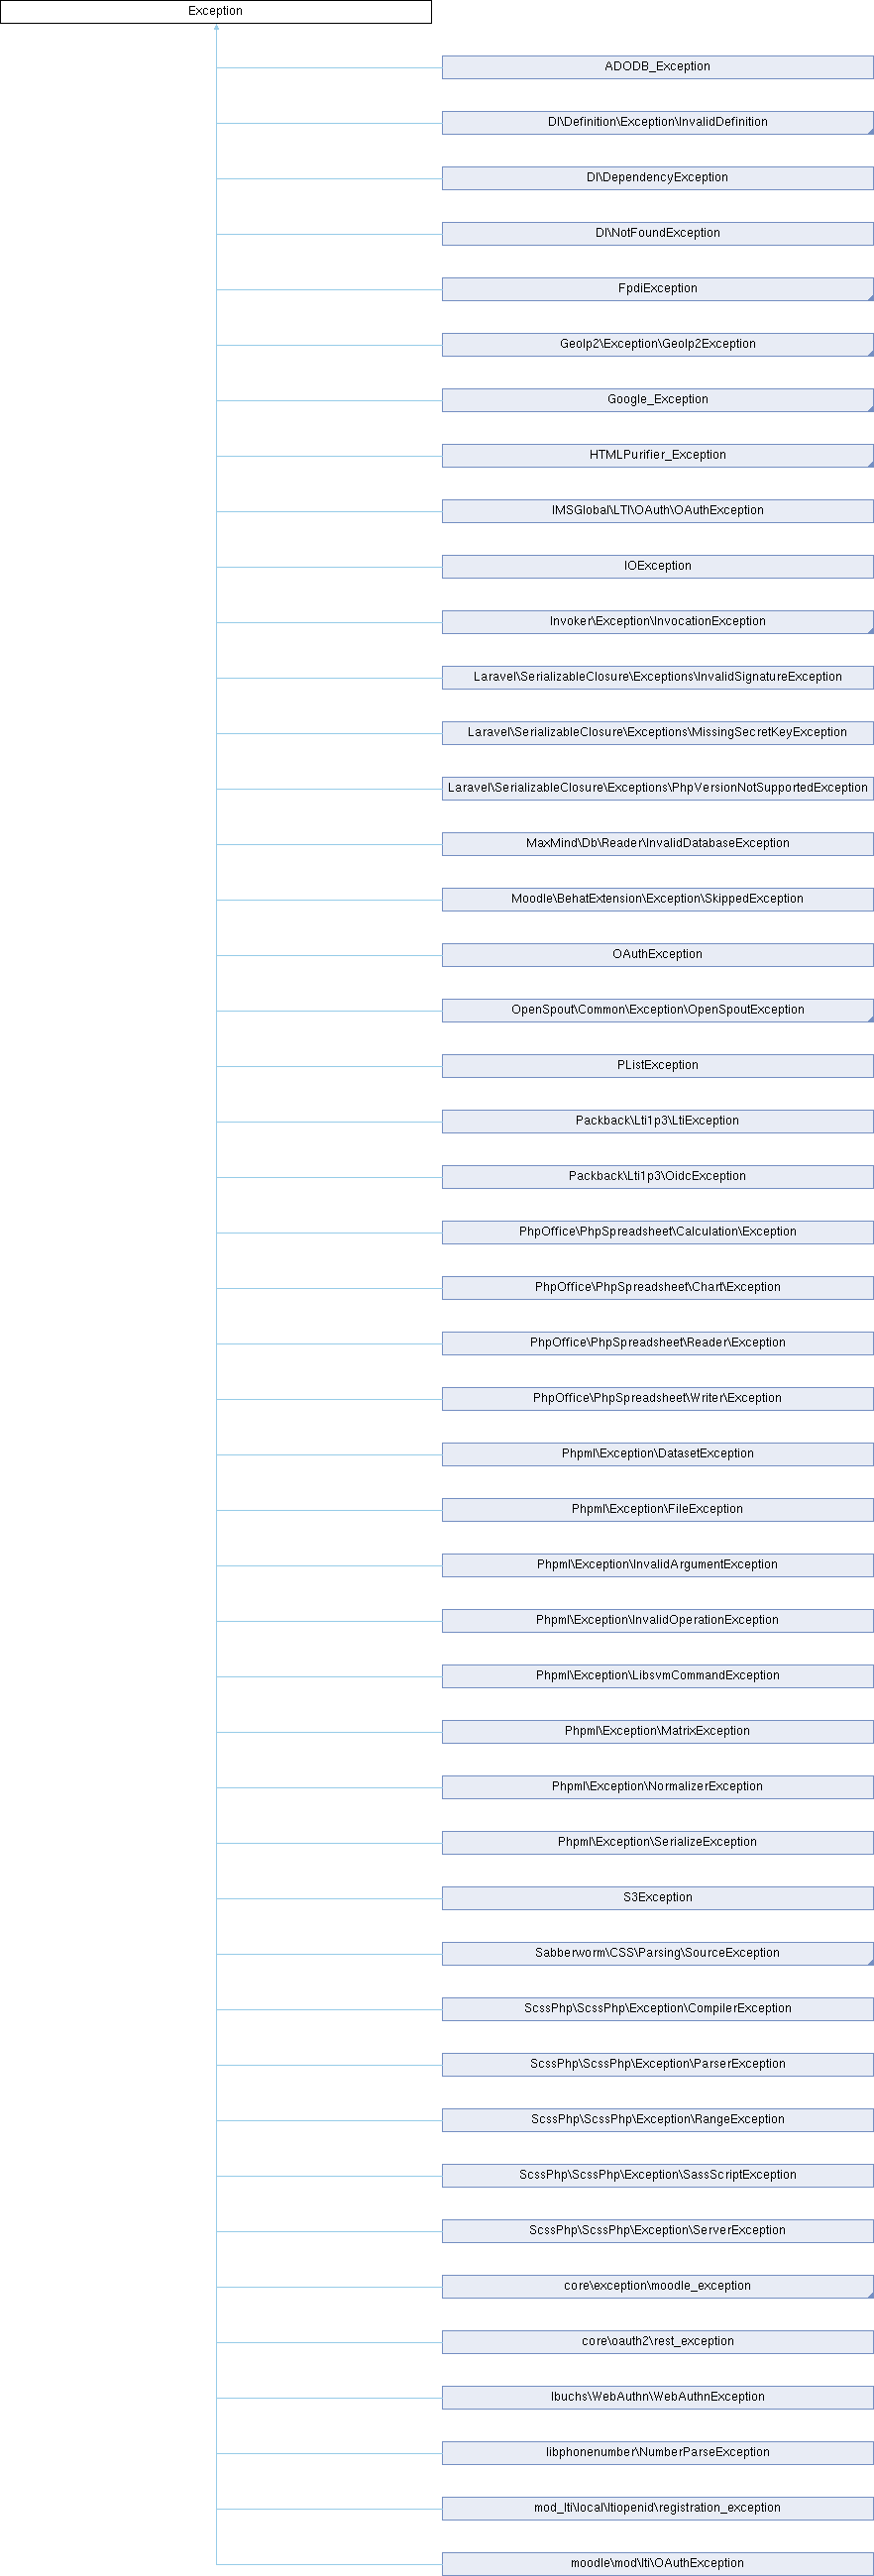 Exception
ADODB_Exception
DI\Definition\Exception\InvalidDefinition
DI\DependencyException
DI\NotFoundException
FpdiException
GeoIp2\Exception\GeoIp2Exception
Google_Exception
HTMLPurifier_Exception
IMSGlobal\LTI\OAuth\OAuthException
IOException
Invoker\Exception\InvocationException
Laravel\SerializableClosure\Exceptions\InvalidSignatureException
Laravel\SerializableClosure\Exceptions\MissingSecretKeyException
Laravel\SerializableClosure\Exceptions\PhpVersionNotSupportedException
MaxMind\Db\Reader\InvalidDatabaseException
Moodle\BehatExtension\Exception\SkippedException
OAuthException
OpenSpout\Common\Exception\OpenSpoutException
PListException
Packback\Lti1p3\LtiException
Packback\Lti1p3\OidcException
PhpOffice\PhpSpreadsheet\Calculation\Exception
PhpOffice\PhpSpreadsheet\Chart\Exception
PhpOffice\PhpSpreadsheet\Reader\Exception
PhpOffice\PhpSpreadsheet\Writer\Exception
Phpml\Exception\DatasetException
Phpml\Exception\FileException
Phpml\Exception\InvalidArgumentException
Phpml\Exception\InvalidOperationException
Phpml\Exception\LibsvmCommandException
Phpml\Exception\MatrixException
Phpml\Exception\NormalizerException
Phpml\Exception\SerializeException
S3Exception
Sabberworm\CSS\Parsing\SourceException
ScssPhp\ScssPhp\Exception\CompilerException
ScssPhp\ScssPhp\Exception\ParserException
ScssPhp\ScssPhp\Exception\RangeException
ScssPhp\ScssPhp\Exception\SassScriptException
ScssPhp\ScssPhp\Exception\ServerException
core\exception\moodle_exception
core\oauth2\rest_exception
lbuchs\WebAuthn\WebAuthnException
libphonenumber\NumberParseException
mod_lti\local\ltiopenid\registration_exception
moodle\mod\lti\OAuthException